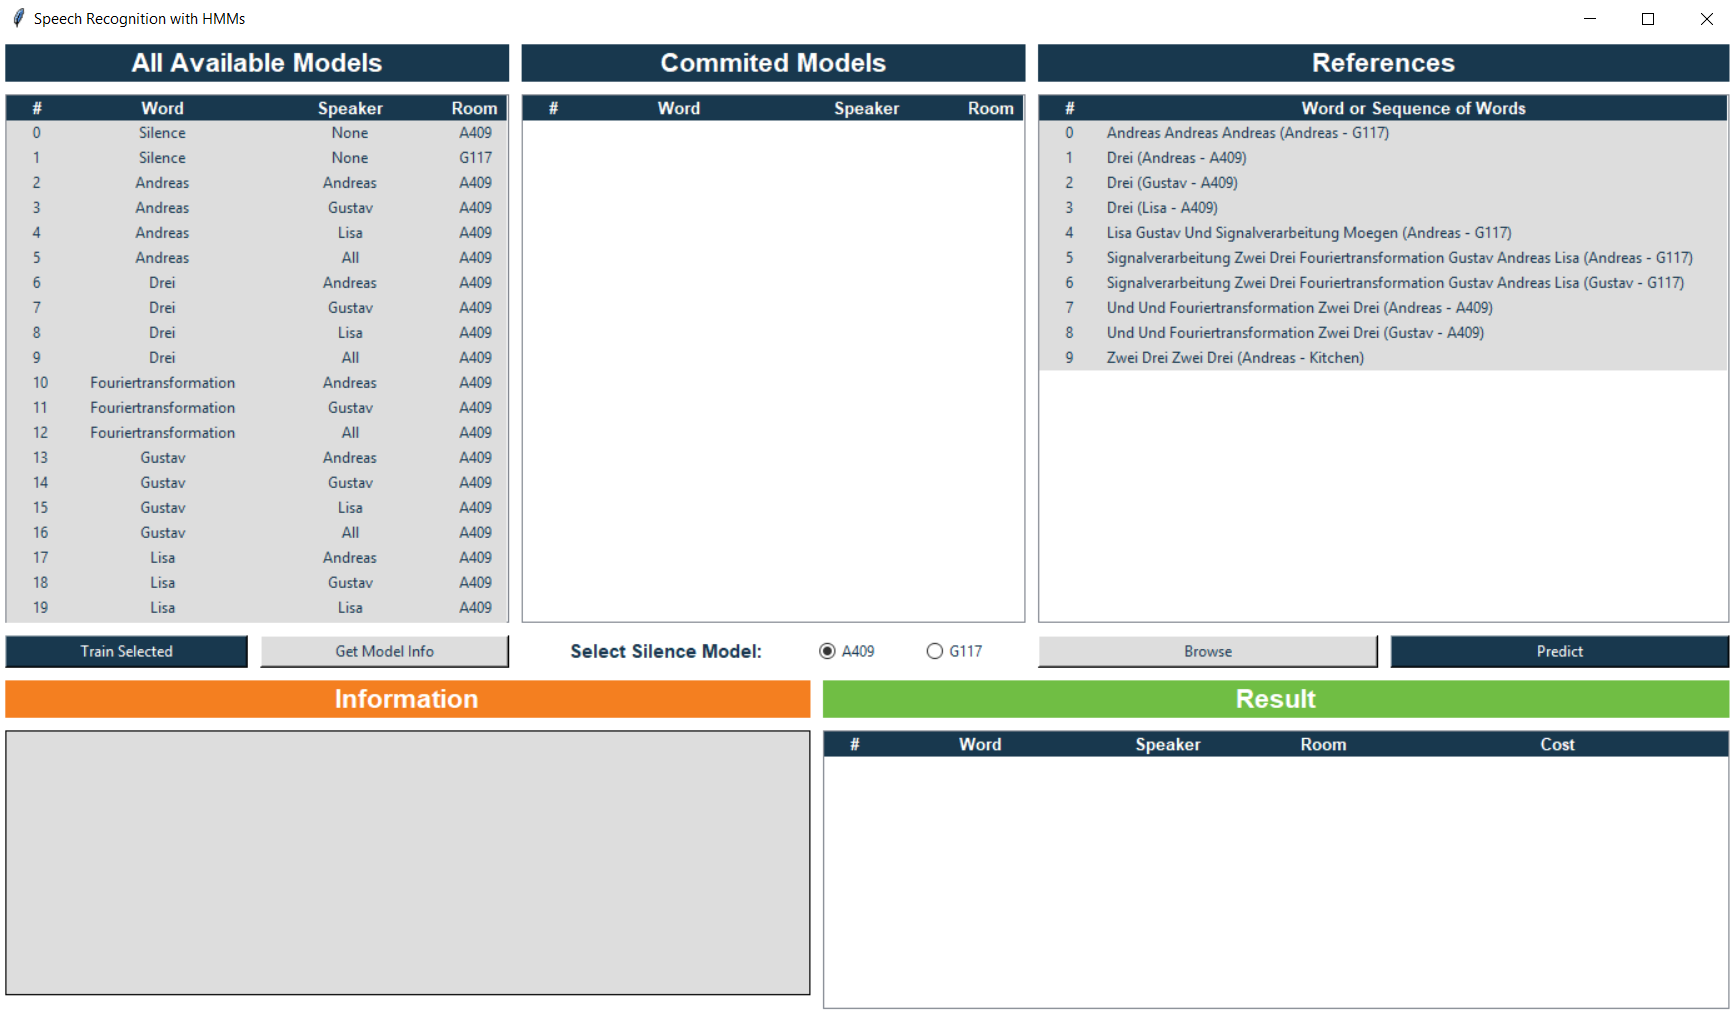 Speech Recognition with HMMs
All Available Models
# Word Speaker Room
0 Silence None A409
1 Silence None G117
2 Andreas Andreas A409
3 Andreas Gustav A409
4 Andreas Lisa A409
5 Andreas All A409
6 Drei Andreas A409
7 Drei Gustav A409
8 Drei Lisa A409
9 Drei All A409
10 Fouriertransformation Andreas A409
11 Fouriertransformation Gustav A409
12 Fouriertransformation All A409
13 Gustav Andreas A409
14 Gustav Gustav A409
15 Gustav Lisa A409
16 Gustav All A409
17 Lisa Andreas A409
18 Lisa Gustav A409
19 Lisa Lisa A409
Train Selected Get Model Info
Commited Models
# Word Speaker Room
Select Silence Model: A409 G117
References
# Word or Sequence of Words
0 Andreas Andreas Andreas (Andreas - G117)
1 Drei (Andreas - A409)
2 Drei (Gustav - A409)
3 Drei (Lisa - A409)
4 Lisa Gustav Und Signalverarbeitung Moegen (Andreas - G117)
5 Signalverarbeitung Zwei Drei Fouriertransformation Gustav Andreas Lisa (Andreas - G117)
6 Signalverarbeitung Zwei Drei Fouriertransformation Gustav Andreas Lisa (Gustav - G117)
7 Und Und Fouriertransformation Zwei Drei (Andreas - A409)
8 Und Und Fouriertransformation Zwei Drei (Gustav - A409)
9 Zwei Drei Zwei Drei (Andreas - Kitchen)
Browse Predict
Information
Result
# Word Speaker Room Cost